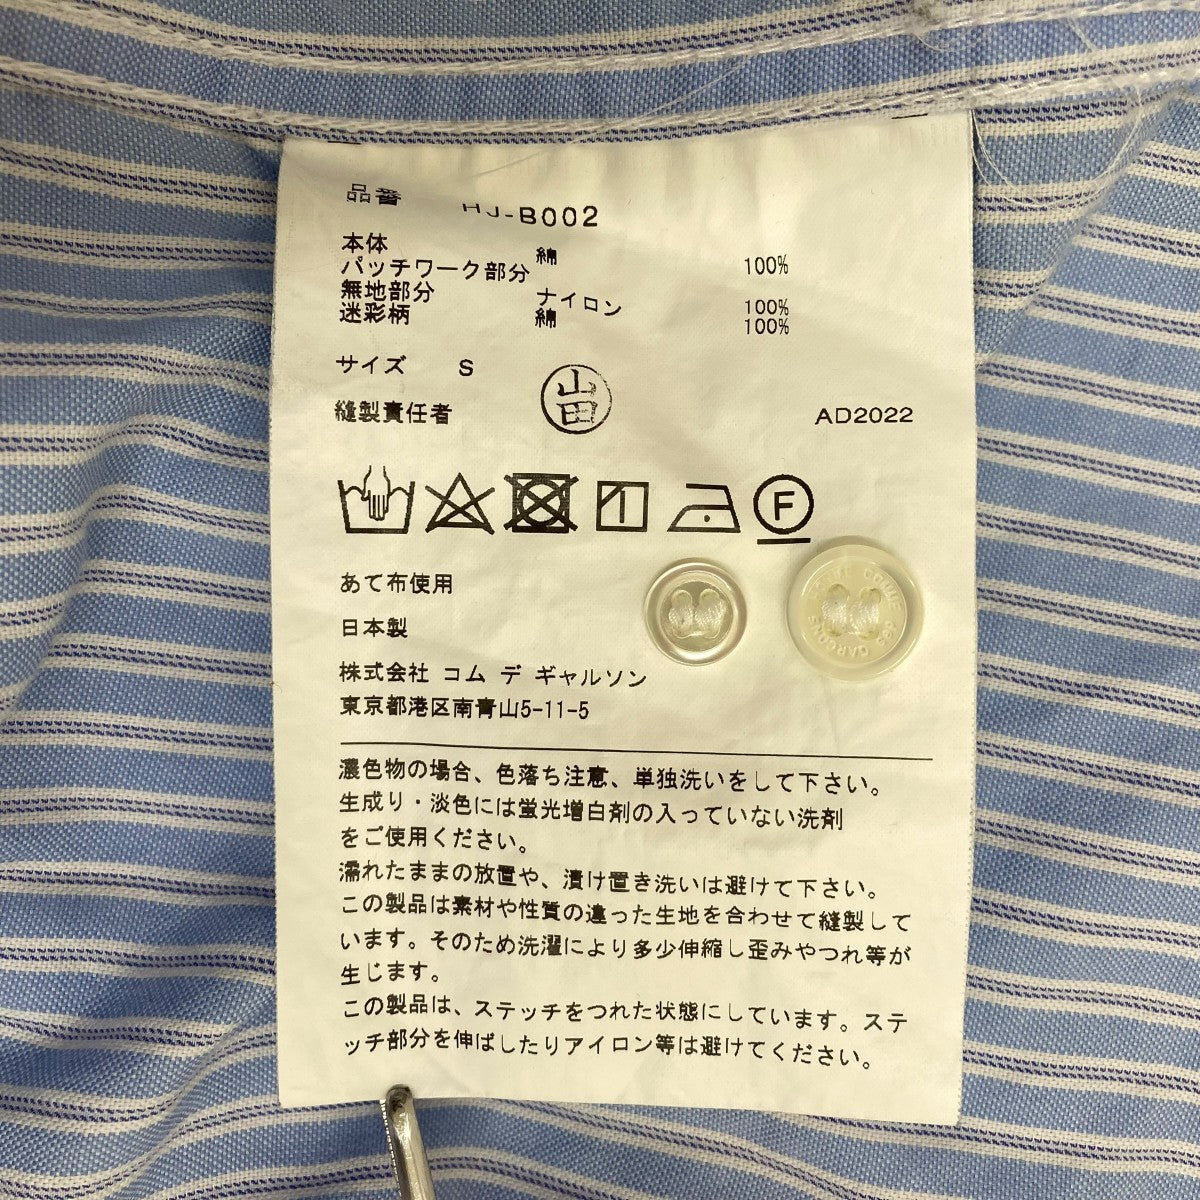 品番 HJ-B002
本体 綿 100%
パッチワーク部分
無地部分 ナイロン 100%
迷彩柄 綿 100%
サイズ S
縫製責任者 山田 AD2022
F
あて布使用
日本製
株式会社 コム デ ギャルソン
東京都港区南青山5-11-5
濃色物の場合、色落ち注意、単独洗いをして下さい。
生成り・淡色には蛍光増白剤の入っていない洗剤
をご使用ください。
濡れたままの放置や、漬け置き洗いは避けて下さい。
この製品は素材や性質の違った生地を合わせて縫製して
います。そのため洗濯により多少伸縮し歪みやつれ等が
生じます。
この製品は、ステッチをつれた状態にしています。ステ
ッチ部分を伸ばしたりアイロン等は避けてください。
COMME des GARÇONS